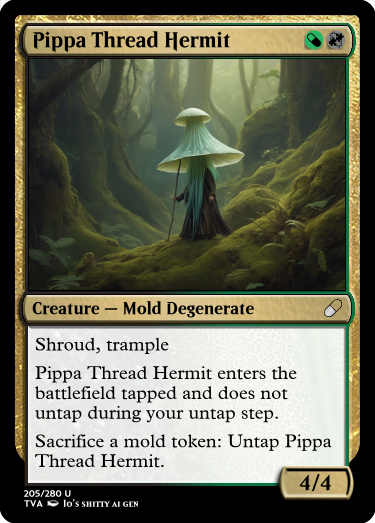 Pippa Thread Hermit
Creature — Mold Degenerate
Shroud, trample
Pippa Thread Hermit enters the
battlefield tapped and does not
untap during your untap step.
Sacrifice a mold token: Untap Pippa
Thread Hermit.
4/4
205/280 U
TVA Io's shitty ai gen